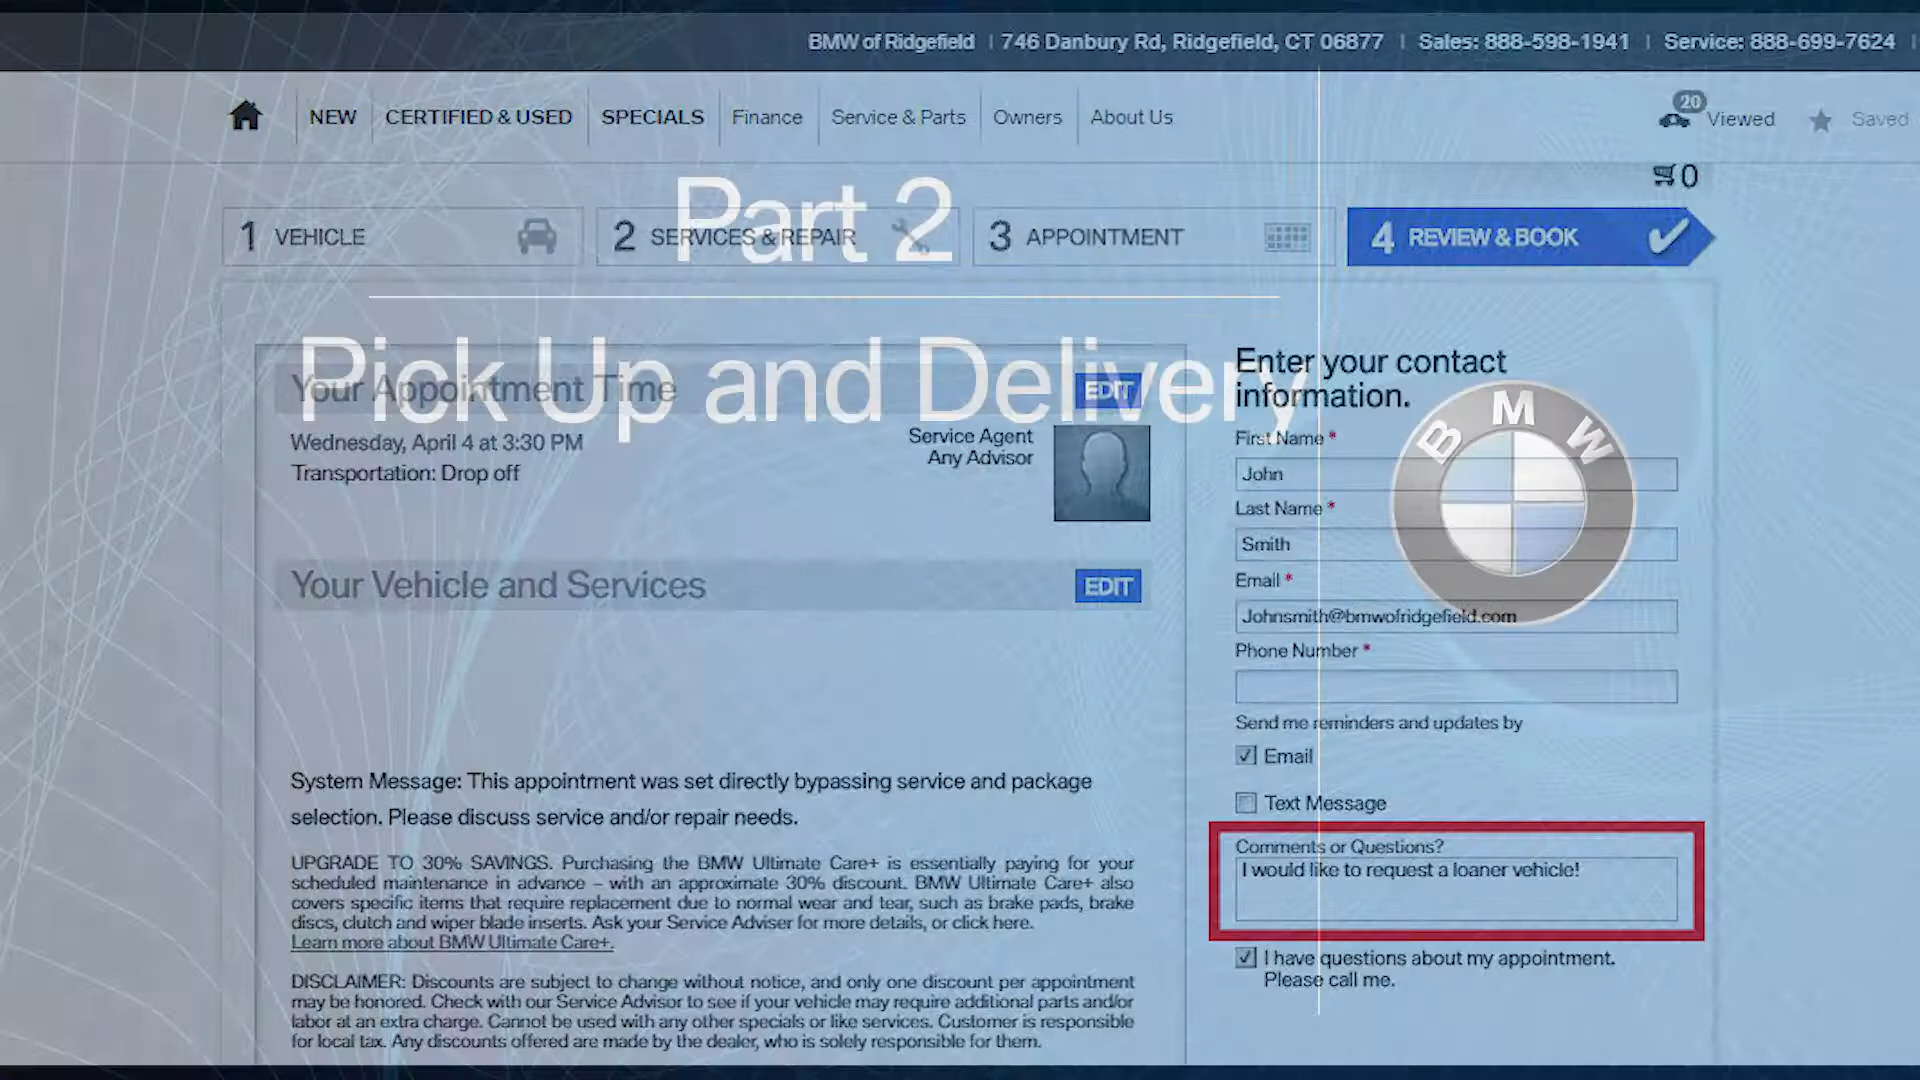 BMW of Ridgefield | 746 Danbury Rd, Ridgefield, CT 06877 | Sales: 888-598-1941 | Service: 888-699-7624 |
NEW CERTIFIED & USED SPECIALS Finance Service & Parts Owners About Us
20 Viewed Saved
0
Part 2
1 VEHICLE 2 SERVICES & REPAIR 3 APPOINTMENT 4 REVIEW & BOOK
Pick Up and Delivery
Your Appointment Time EDIT
Wednesday, April 4 at 3:30 PM
Transportation: Drop off
Service Agent
Any Advisor
Your Vehicle and Services EDIT
System Message: This appointment was set directly bypassing service and package
selection. Please discuss service and/or repair needs.
UPGRADE TO 30% SAVINGS. Purchasing the BMW Ultimate Care+ is essentially paying for your
scheduled maintenance in advance – with an approximate 30% discount. BMW Ultimate Care+ also
covers specific items that require replacement due to normal wear and tear, such as brake pads, brake
discs, clutch and wiper blade inserts. Ask your Service Adviser for more details, or click here.
Learn more about BMW Ultimate Care+.
DISCLAIMER: Discounts are subject to change without notice, and only one discount per appointment
may be honored. Check with our Service Advisor to see if your vehicle may require additional parts and/or
labor at an extra charge. Cannot be used with any other specials or like services. Customer is responsible
for local tax. Any discounts offered are made by the dealer, who is solely responsible for them.
Enter your contact
information.
First Name *
John
Last Name *
Smith
Email *
Johnsmith@bmwofridgefield.com
Phone Number *
Send me reminders and updates by
Email
Text Message
Comments or Questions?
I would like to request a loaner vehicle!
I have questions about my appointment.
Please call me.
BMW